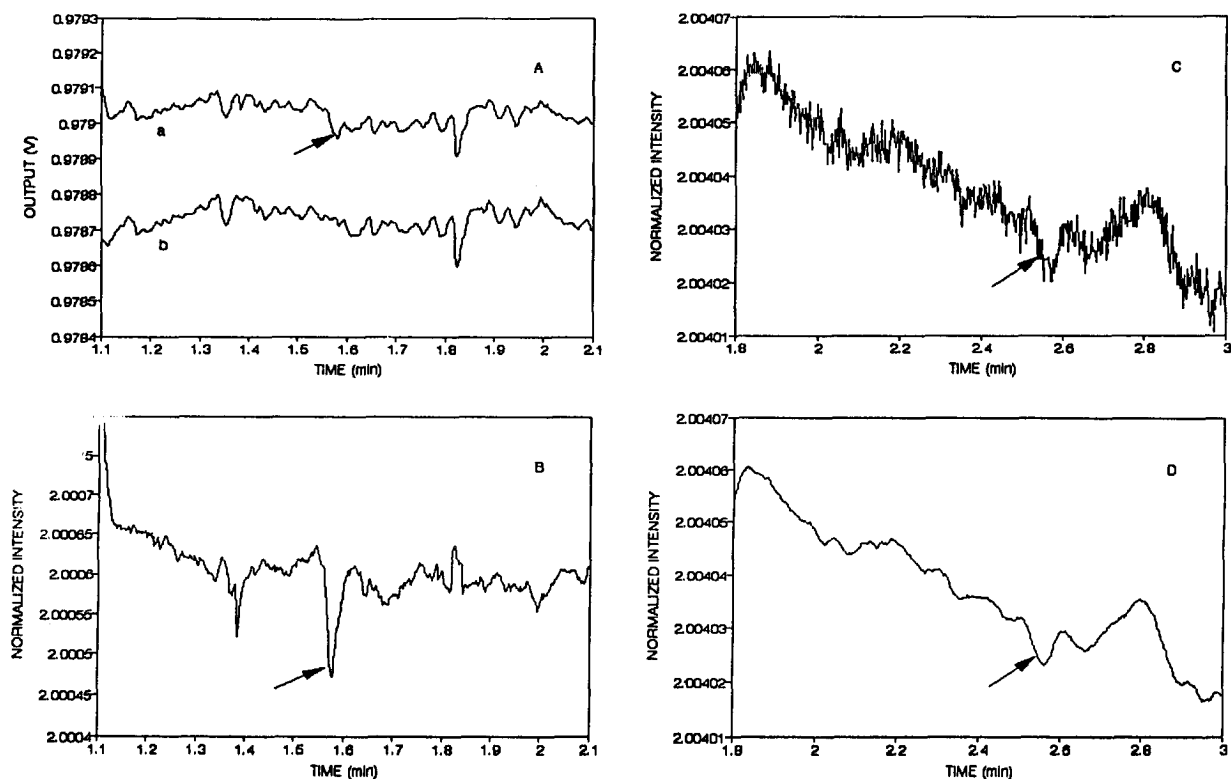 A
OUTPUT (V)
0.9793
0.9792
0.9791
0.979
0.9789
0.9788
0.9787
0.9786
0.9785
0.9784
a
b
1.1 1.2 1.3 1.4 1.5 1.6 1.7 1.8 1.9 2 2.1
TIME (min)
C
NORMALIZED INTENSITY
2.00407
2.00406
2.00405
2.00404
2.00403
2.00402
2.00401
1.8 2 2.2 2.4 2.6 2.8 3
TIME (min)
B
NORMALIZED INTENSITY
5
2.0007
2.00065
2.0006
2.00055
2.0005
2.00045
2.0004
1.1 1.2 1.3 1.4 1.5 1.6 1.7 1.8 1.9 2 2.1
TIME (min)
D
NORMALIZED INTENSITY
2.00407
2.00406
2.00405
2.00404
2.00403
2.00402
2.00401
1.8 2 2.2 2.4 2.6 2.8 3
TIME (min)